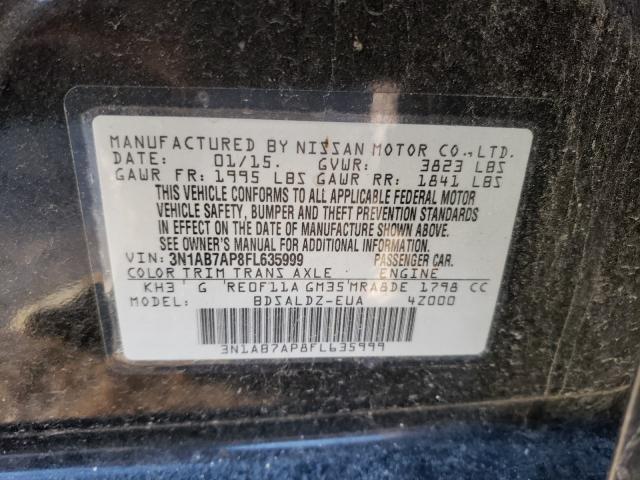 MANUFACTURED BY NISSAN MOTOR CO., LTD.
DATE: 01/15. GVWR: 3823 LBS
GAWR FR: 1995 LBS GAWR RR: 1841 LBS
THIS VEHICLE CONFORMS TO ALL APPLICABLE FEDERAL MOTOR
VEHICLE SAFETY, BUMPER AND THEFT PREVENTION STANDARDS
IN EFFECT ON THE DATE OF MANUFACTURE SHOWN ABOVE.
SEE OWNER'S MANUAL FOR ADDITIONAL INFORMATION.
VIN: 3N1AB7AP8FL635999 PASSENGER CAR.
COLOR TRIM TRANS AXLE ENGINE
KH3 G RE0F11A GM35 MRA8DE 1798 CC
MODEL: BDSALDZ-EUA 4Z000
3N1AB7AP8FL635999